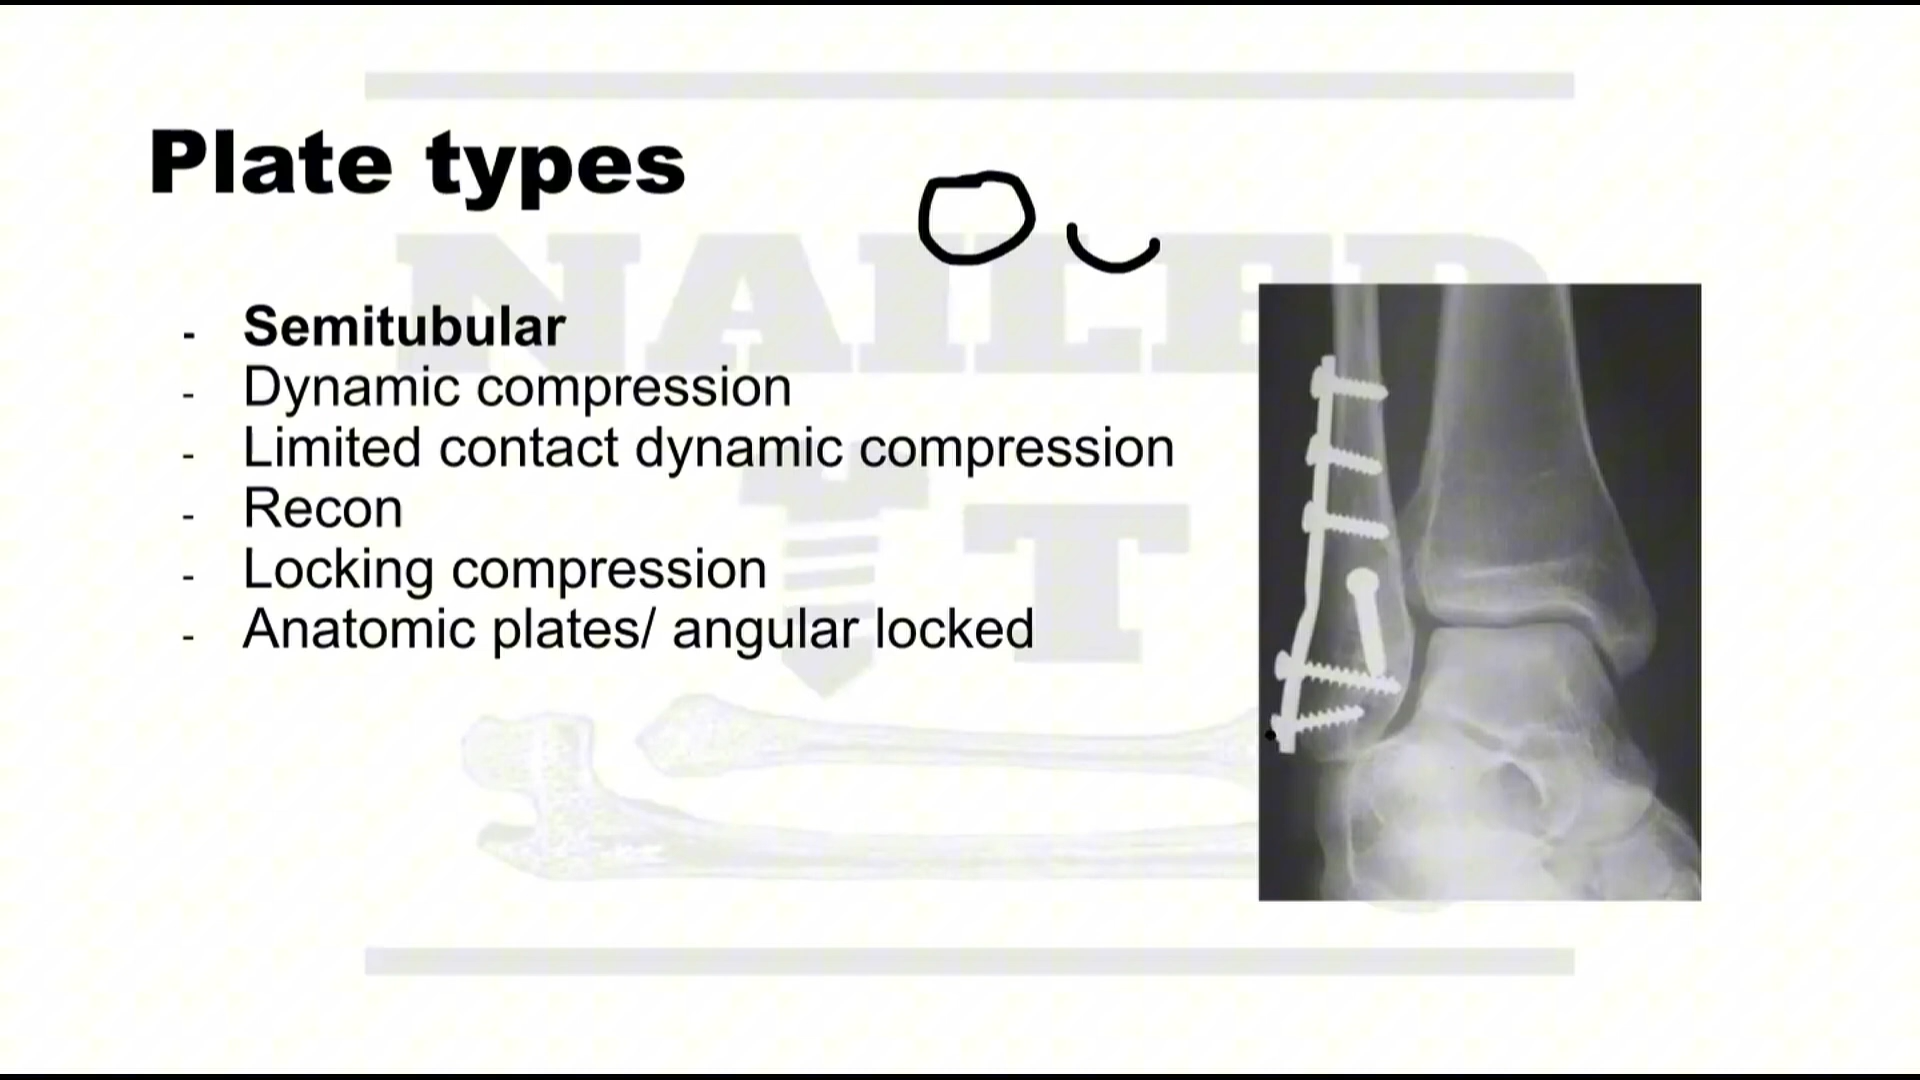 Plate types
NAILED
IT
- Semitubular
- Dynamic compression
- Limited contact dynamic compression
- Recon
- Locking compression
- Anatomic plates/ angular locked